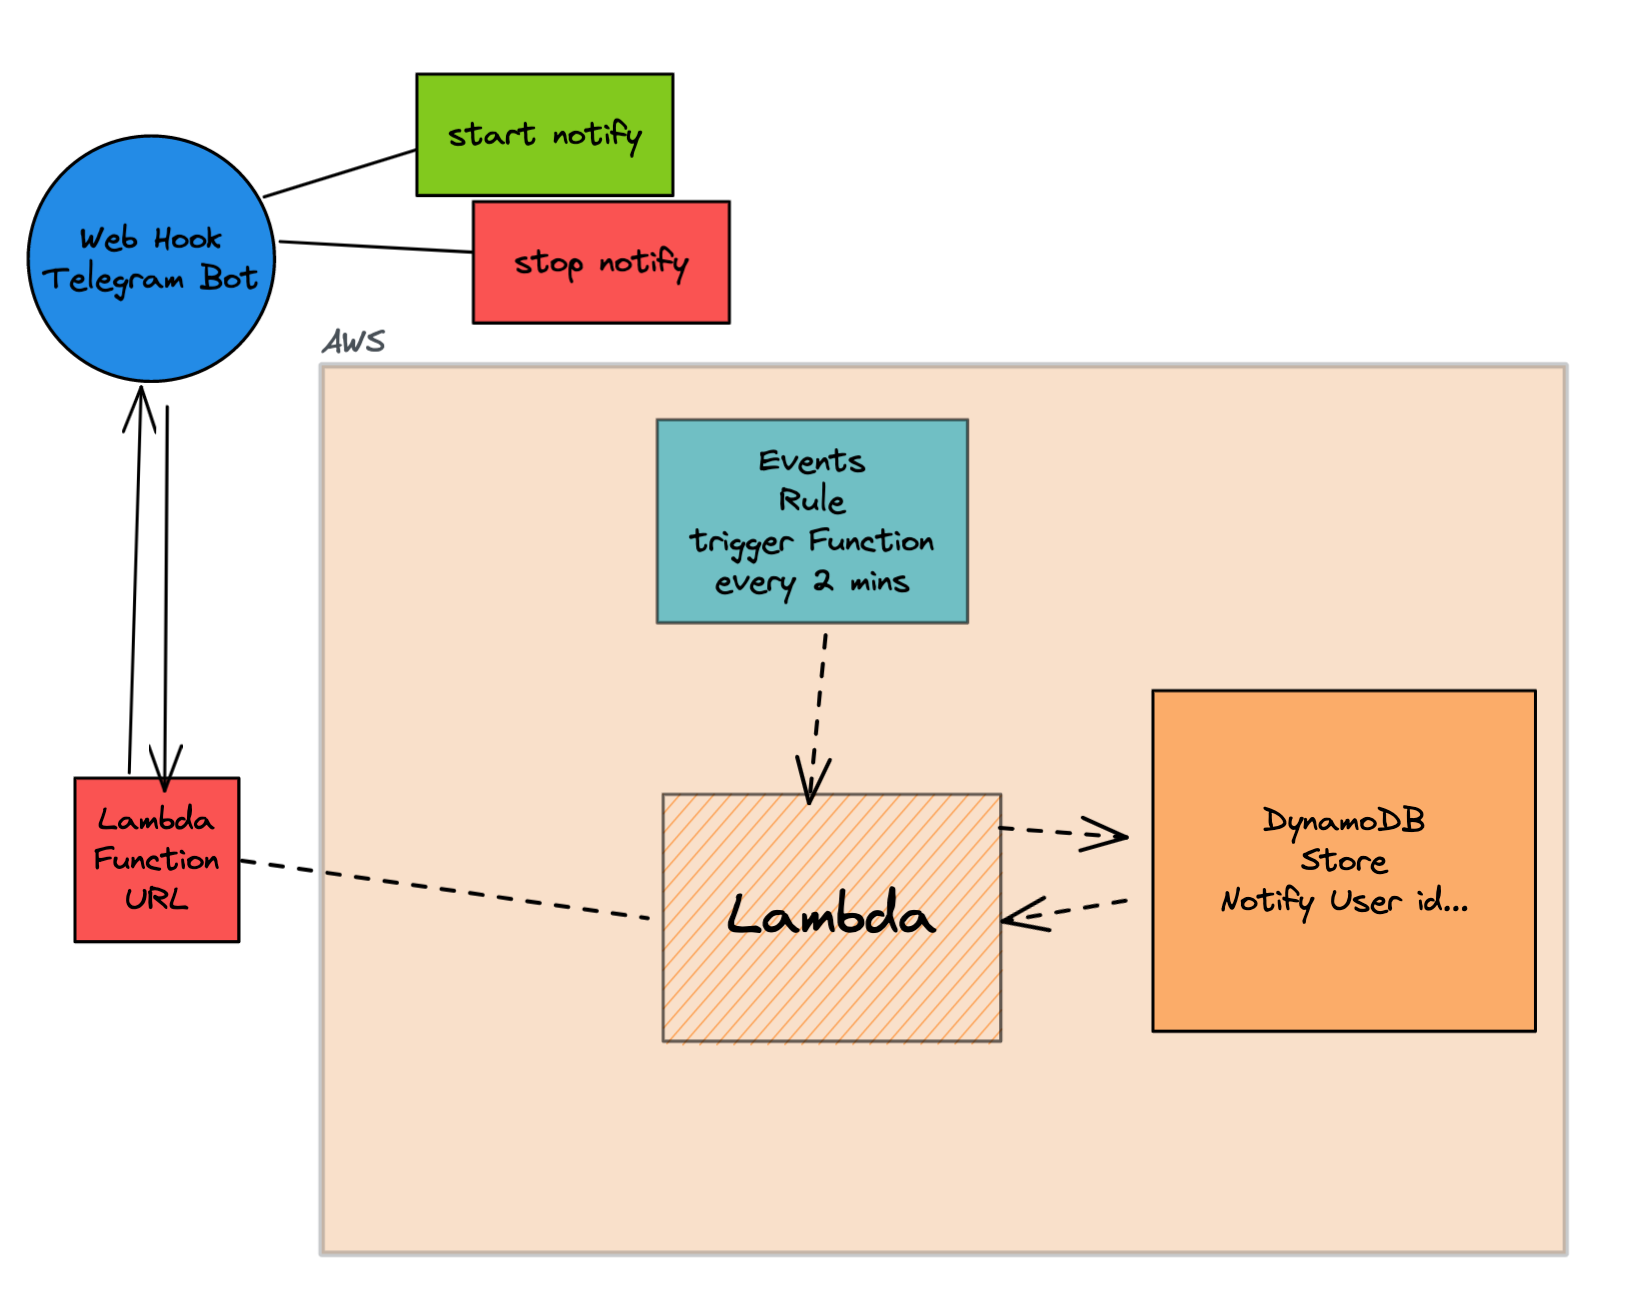 start notify
Web Hook
Telegram Bot
stop notify
AWS
Events
Rule
trigger Function
every 2 mins
Lambda
Function
URL
Lambda
DynamoDB
Store
Notify User id...